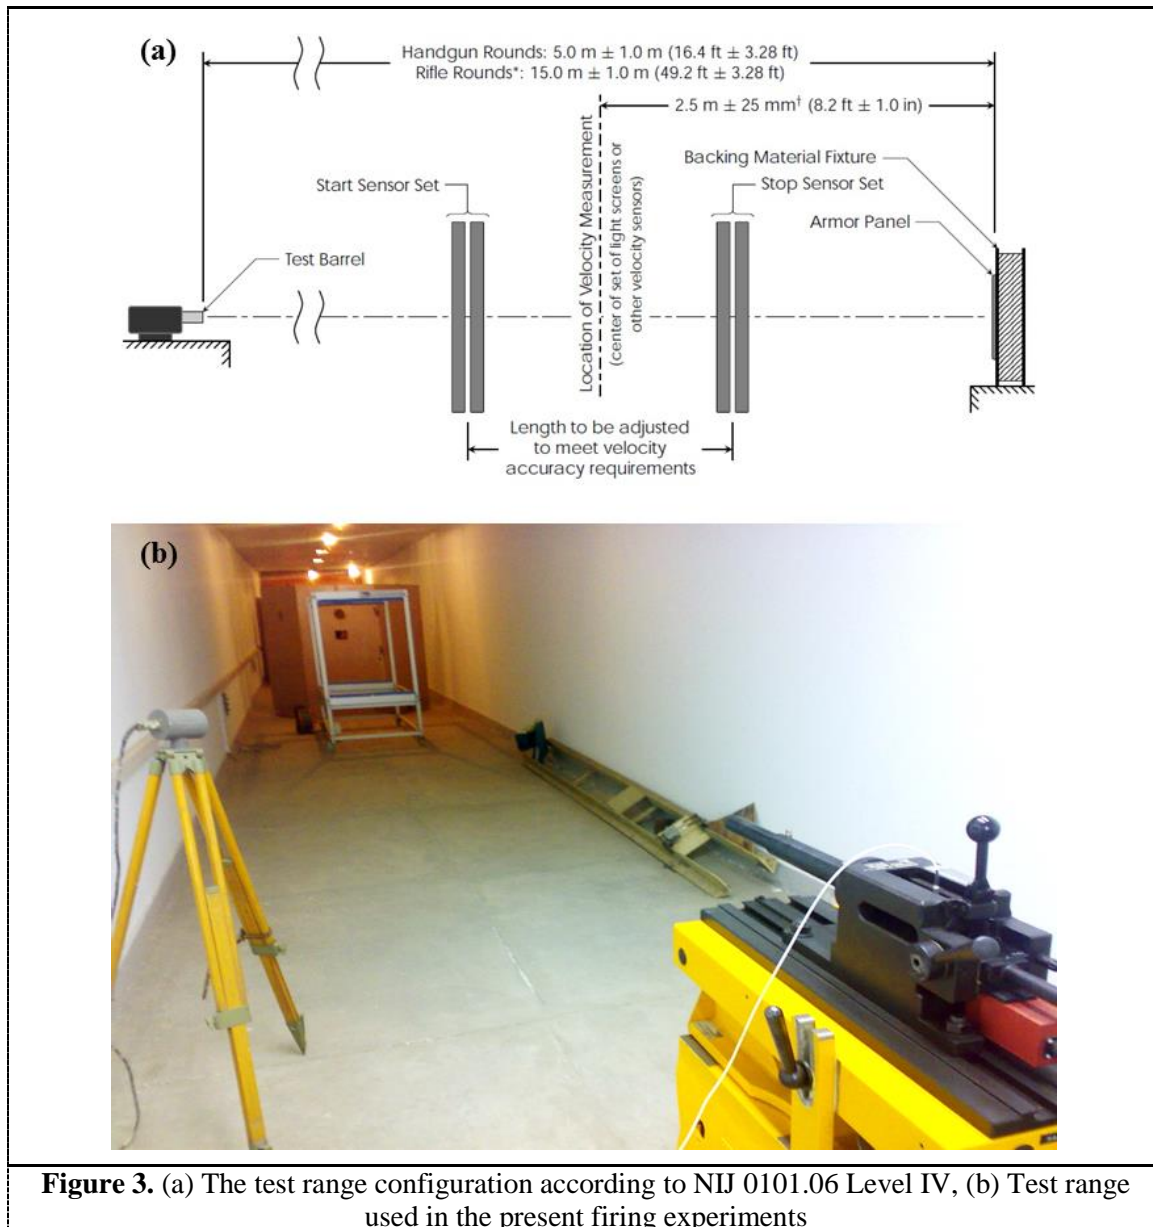 (a)
Handgun Rounds: 5.0 m ± 1.0 m (16.4 ft ± 3.28 ft)
Rifle Rounds*: 15.0 m ± 1.0 m (49.2 ft ± 3.28 ft)
2.5 m ± 25 mm† (8.2 ft ± 1.0 in)
Location of Velocity Measurement
(center of set of light screens or
other velocity sensors)
Backing Material Fixture
Start Sensor Set
Stop Sensor Set
Armor Panel
Test Barrel
Length to be adjusted
to meet velocity
accuracy requirements
(b)
Figure 3. (a) The test range configuration according to NIJ 0101.06 Level IV, (b) Test range
used in the present firing experiments